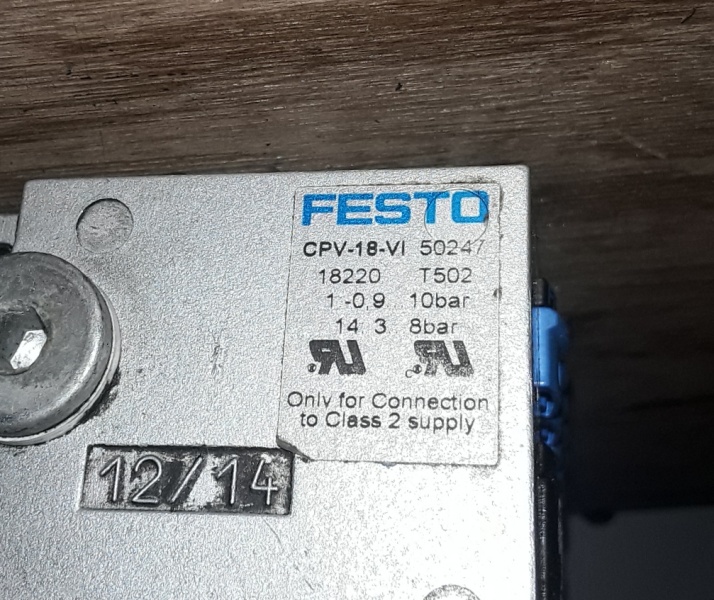 FESTO
CPV-18-VI 50247
18220 T502
1 -0,9 10bar
14 3 8bar
Only for Connection
to Class 2 supply
12/14